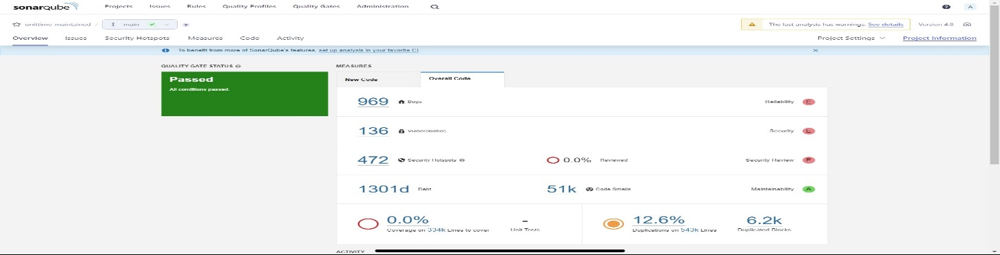 sonarqube Projects Issues Rules Quality Profiles Quality Gates Administration ? A
unittime-maintained / main ? The last analysis has warnings. See details Version 4.8
Overview Issues Security Hotspots Measures Code Activity Project Settings Project Information
To benefit from more of SonarQube's features, set up analysis in your favorite CI.
QUALITY GATE STATUS MEASURES
Passed
All conditions passed.
New Code Overall Code
969 Bugs Reliability E
136 Vulnerabilities Security E
472 Security Hotspots 0.0% Reviewed Security Review E
1301d Debt 51k Code Smells Maintainability A
0.0% - 12.6% 6.2k
Coverage on 334k Lines to cover Unit Tests Duplications on 543k Lines Duplicated Blocks
ACTIVITY